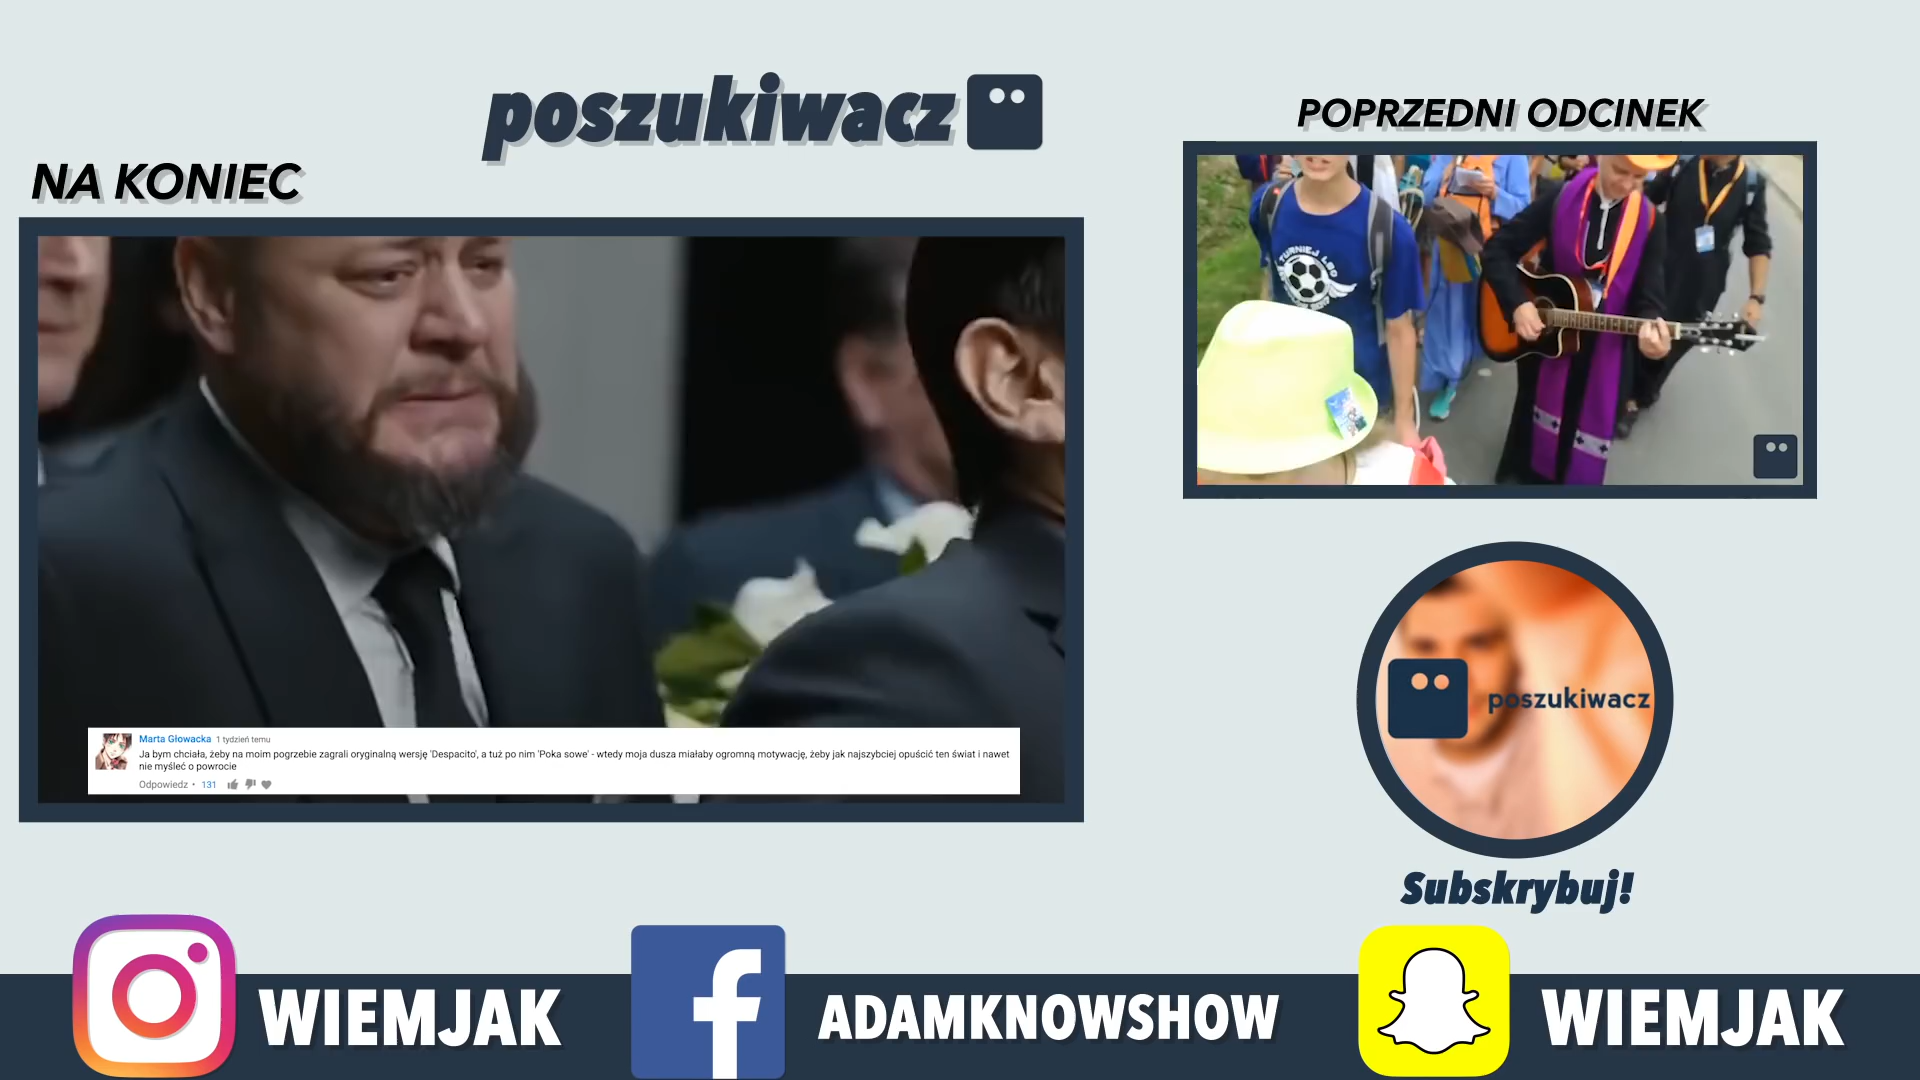 poszukiwacz
POPRZEDNI ODCINEK
NA KONIEC
TURNIEJ LSO
Marta Głowacka 1 tydzień temu
Ja bym chciała, żeby na moim pogrzebie zagrali oryginalną wersję 'Despacito', a tuż po nim 'Poka sowe' - wtedy moja dusza miałaby ogromną motywację, żeby jak najszybciej opuścić ten świat i nawet
nie myśleć o powrocie
Odpowiedz • 131
poszukiwacz
Subskrybuj!
WIEMJAK
ADAMKNOWSHOW
WIEMJAK